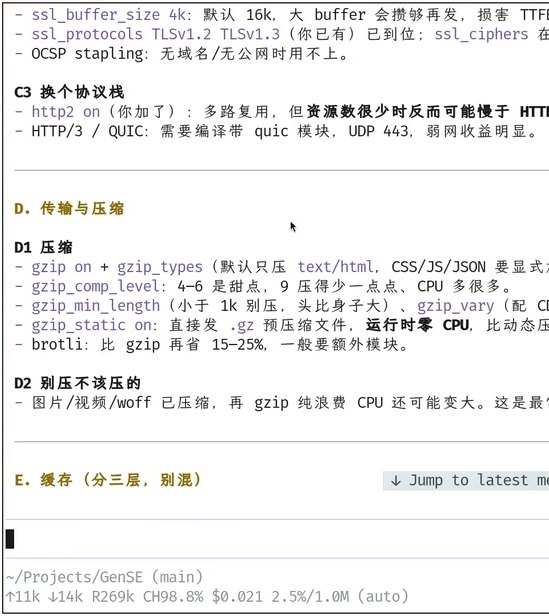 - ssl_buffer_size 4k: 默认 16k，大 buffer 会攒够再发，损害 TTFB
- ssl_protocols TLSv1.2 TLSv1.3（你已有）已到位；ssl_ciphers 在
- OCSP stapling: 无域名/无公网时用不上。
C3 换个协议栈
- http2 on（你加了）: 多路复用，但资源数很少时反而可能慢于 HTT
- HTTP/3 / QUIC: 需要编译带 quic 模块，UDP 443，弱网收益明显。
D. 传输与压缩
D1 压缩
- gzip on + gzip_types（默认只压 text/html，CSS/JS/JSON 要显式
- gzip_comp_level: 4–6 是甜点，9 压得少一点点、CPU 多很多。
- gzip_min_length（小于 1k 别压，头比身子大）、gzip_vary（配 CD
- gzip_static on: 直接发 .gz 预压缩文件，运行时零 CPU，比动态压
- brotli: 比 gzip 再省 15–25%，一般要额外模块。
D2 别压不该压的
- 图片/视频/woff 已压缩，再 gzip 纯浪费 CPU 还可能变大。这是最
E. 缓存（分三层，别混）
↓ Jump to latest me
~/Projects/GenSE (main)
↑11k ↓14k R269k CH98.8% $0.021 2.5%/1.0M (auto)